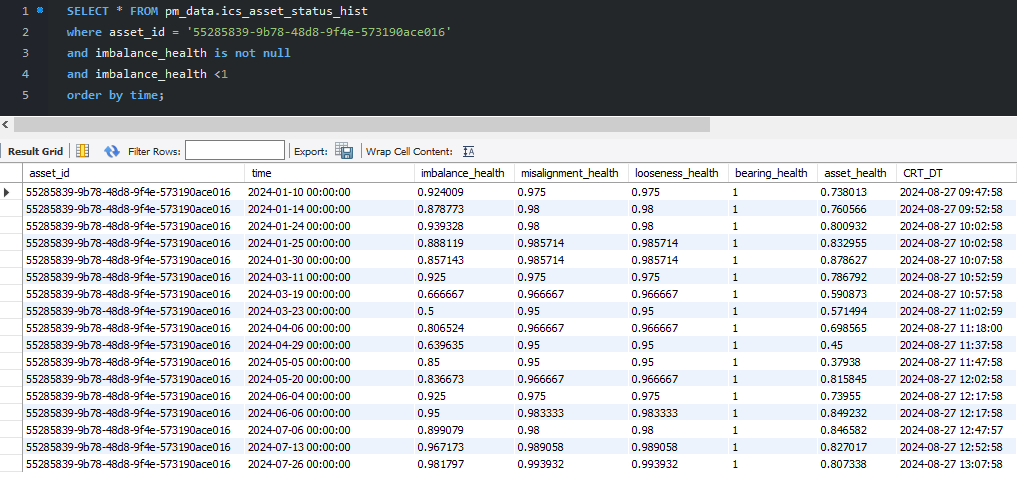 1 SELECT * FROM pm_data.ics_asset_status_hist
2 where asset_id = '55285839-9b78-48d8-9f4e-573190ace016'
3 and imbalance_health is not null
4 and imbalance_health <1
5 order by time;
Result Grid Filter Rows: Export: Wrap Cell Content:
asset_id time imbalance_health misalignment_health looseness_health bearing_health asset_health CRT_DT
55285839-9b78-48d8-9f4e-573190ace016 2024-01-10 00:00:00 0.924009 0.975 0.975 1 0.738013 2024-08-27 09:47:58
55285839-9b78-48d8-9f4e-573190ace016 2024-01-14 00:00:00 0.878773 0.98 0.98 1 0.760566 2024-08-27 09:52:58
55285839-9b78-48d8-9f4e-573190ace016 2024-01-24 00:00:00 0.939328 0.98 0.98 1 0.800932 2024-08-27 10:02:58
55285839-9b78-48d8-9f4e-573190ace016 2024-01-25 00:00:00 0.888119 0.985714 0.985714 1 0.832955 2024-08-27 10:02:58
55285839-9b78-48d8-9f4e-573190ace016 2024-01-30 00:00:00 0.857143 0.985714 0.985714 1 0.878627 2024-08-27 10:07:58
55285839-9b78-48d8-9f4e-573190ace016 2024-03-11 00:00:00 0.925 0.975 0.975 1 0.786792 2024-08-27 10:52:59
55285839-9b78-48d8-9f4e-573190ace016 2024-03-19 00:00:00 0.666667 0.966667 0.966667 1 0.590873 2024-08-27 10:57:58
55285839-9b78-48d8-9f4e-573190ace016 2024-03-23 00:00:00 0.5 0.95 0.95 1 0.571494 2024-08-27 11:02:59
55285839-9b78-48d8-9f4e-573190ace016 2024-04-06 00:00:00 0.806524 0.966667 0.966667 1 0.698565 2024-08-27 11:18:00
55285839-9b78-48d8-9f4e-573190ace016 2024-04-29 00:00:00 0.639635 0.95 0.95 1 0.45 2024-08-27 11:37:58
55285839-9b78-48d8-9f4e-573190ace016 2024-05-05 00:00:00 0.85 0.95 0.95 1 0.37938 2024-08-27 11:47:58
55285839-9b78-48d8-9f4e-573190ace016 2024-05-20 00:00:00 0.836673 0.966667 0.966667 1 0.815845 2024-08-27 12:02:58
55285839-9b78-48d8-9f4e-573190ace016 2024-06-04 00:00:00 0.925 0.975 0.975 1 0.73955 2024-08-27 12:17:58
55285839-9b78-48d8-9f4e-573190ace016 2024-06-06 00:00:00 0.95 0.983333 0.983333 1 0.849232 2024-08-27 12:17:58
55285839-9b78-48d8-9f4e-573190ace016 2024-07-06 00:00:00 0.899079 0.98 0.98 1 0.846582 2024-08-27 12:47:57
55285839-9b78-48d8-9f4e-573190ace016 2024-07-13 00:00:00 0.967173 0.989058 0.989058 1 0.827017 2024-08-27 12:52:58
55285839-9b78-48d8-9f4e-573190ace016 2024-07-26 00:00:00 0.981797 0.993932 0.993932 1 0.807338 2024-08-27 13:07:58